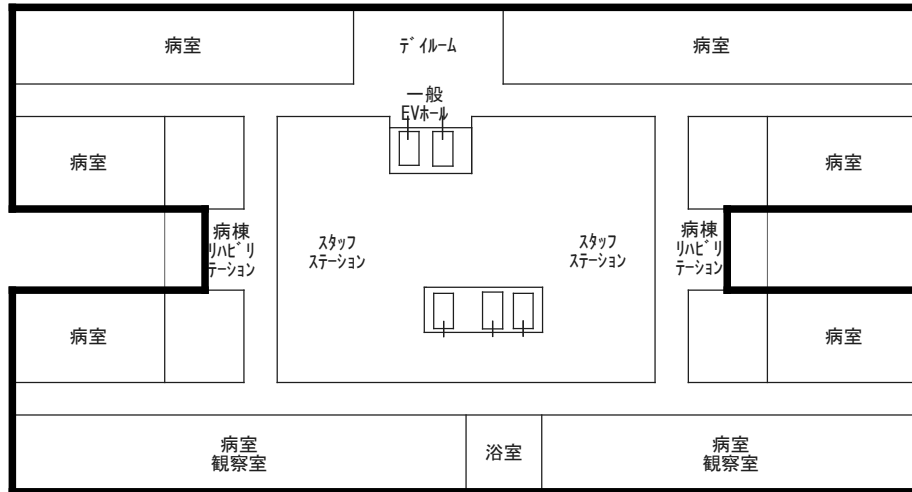 病室
ﾃﾞｲﾙｰﾑ
病室
一般
EVﾎｰﾙ
病室
病室
病棟
ﾘﾊﾋﾞﾘ
ﾃｰｼｮﾝ
ｽﾀｯﾌ
ｽﾃｰｼｮﾝ
ｽﾀｯﾌ
ｽﾃｰｼｮﾝ
病棟
ﾘﾊﾋﾞﾘ
ﾃｰｼｮﾝ
病室
病室
病室
観察室
浴室
病室
観察室